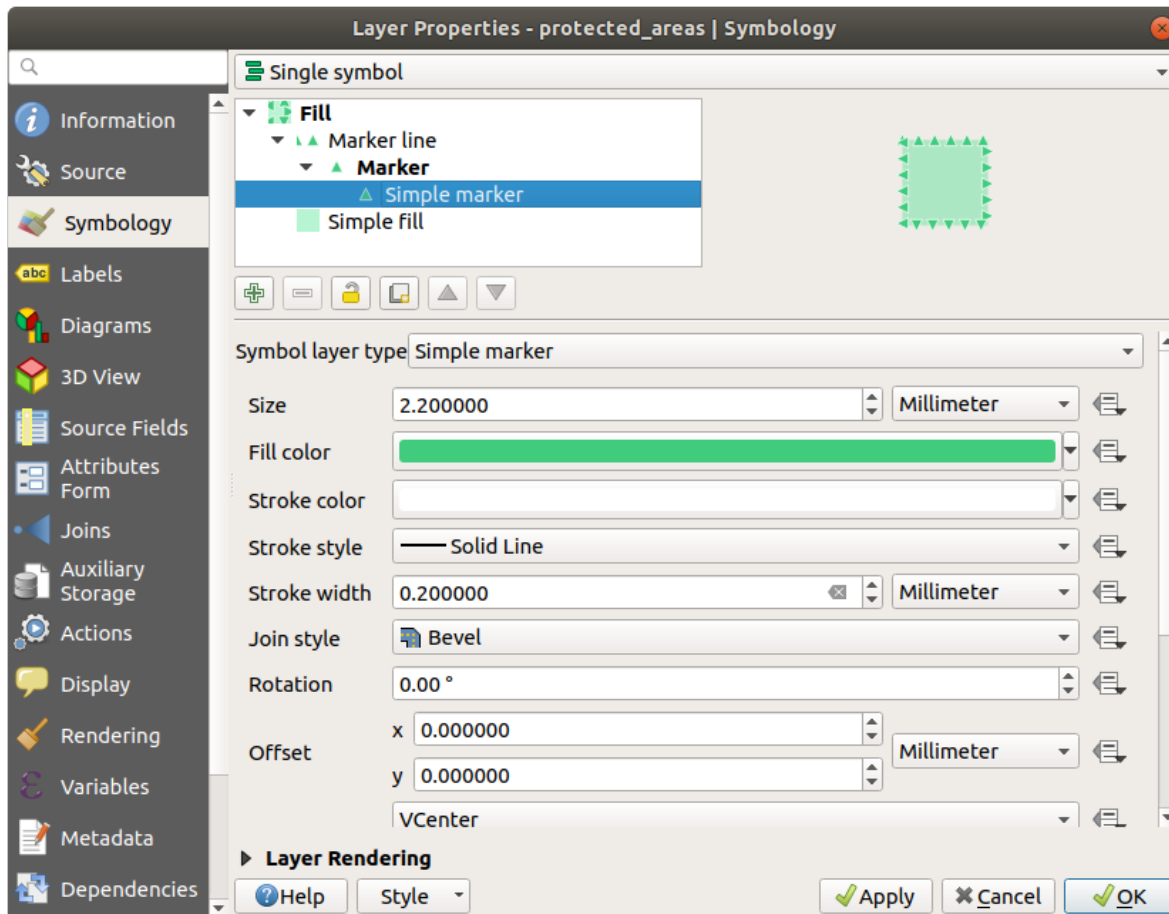 Layer Properties - protected_areas | Symbology
Single symbol
Information
Source
Symbology
abc Labels
Diagrams
3D View
Source Fields
Attributes
Form
Joins
Auxiliary
Storage
Actions
Display
Rendering
Variables
Metadata
Dependencies
Fill
Marker line
Marker
Simple marker
Simple fill
Symbol layer type Simple marker
Size 2.200000 Millimeter
Fill color
Stroke color
Stroke style Solid Line
Stroke width 0.200000 Millimeter
Join style Bevel
Rotation 0.00 °
Offset x 0.000000 Millimeter
y 0.000000
VCenter
Layer Rendering
Help Style Apply Cancel OK